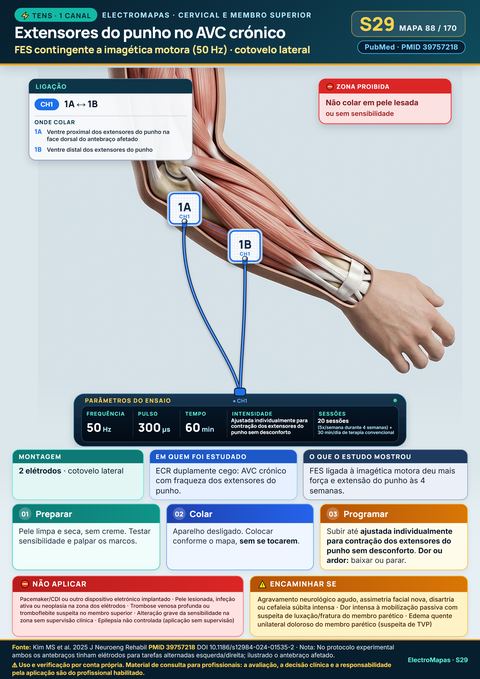 ⚡ TENS · 1 CANAL
ELECTROMAPAS · CERVICAL E MEMBRO SUPERIOR
Extensores do punho no AVC crónico
FES contingente a imagética motora (50 Hz) · cotovelo lateral
S29 MAPA 88 / 170
PubMed · PMID 39757218
LIGAÇÃO
CH1 1A ↔ 1B
ONDE COLAR
1A Ventre proximal dos extensores do punho na
face dorsal do antebraço afetado
1B Ventre distal dos extensores do punho
⛔ ZONA PROIBIDA
Não colar em pele lesada
ou sem sensibilidade
1A
CH1
1B
CH1
PARÂMETROS DO ENSAIO
CH1
FREQUÊNCIA
50 Hz
PULSO
300 µs
TEMPO
60 min
INTENSIDADE
Ajustada individualmente para
contração dos extensores do
punho sem desconforto
SESSÕES
20 sessões
(5x/semana durante 4 semanas) +
30 min/dia de terapia convencional
MONTAGEM
2 elétrodos · cotovelo lateral
EM QUEM FOI ESTUDADO
ECR duplamente cego: AVC crónico
com fraqueza dos extensores do
punho.
O QUE O ESTUDO MOSTROU
FES ligada à imagética motora deu mais
força e extensão do punho às 4
semanas.
01 Preparar
Pele limpa e seca, sem creme. Testar
sensibilidade e palpar os marcos.
02 Colar
Aparelho desligado. Colocar
conforme o mapa, sem se tocarem.
03 Programar
Subir até ajustada individualmente
para contração dos extensores do
punho sem desconforto. Dor ou
ardor: baixar ou parar.
⛔ NÃO APLICAR
Pacemaker/CDI ou outro dispositivo eletrónico implantado · Pele lesionada, infeção
ativa ou neoplasia na zona dos elétrodos · Trombose venosa profunda ou
tromboflebite suspeita no membro superior · Alteração grave da sensibilidade na
zona sem supervisão clínica · Epilepsia não controlada (aplicação sem supervisão)
⚠ ENCAMINHAR SE
Agravamento neurológico agudo, assimetria facial nova, disartria
ou cefaleia súbita intensa · Dor intensa à mobilização passiva com
suspeita de luxação/fratura do membro parético · Edema quente
unilateral doloroso do membro parético (suspeita de TVP)
Fonte: Kim MS et al. 2025 J Neuroeng Rehabil PMID 39757218 DOI 10.1186/s12984-024-01535-2 · Nota: No protocolo experimental
ambos os antebraços tinham elétrodos para tarefas alternadas esquerda/direita; ilustrado o antebraço afetado.
⚠ Uso e verificação por conta própria. Material de consulta para profissionais: a avaliação, a decisão clínica e a responsabilidade
pela aplicação são do profissional habilitado.
ElectroMapas · S29